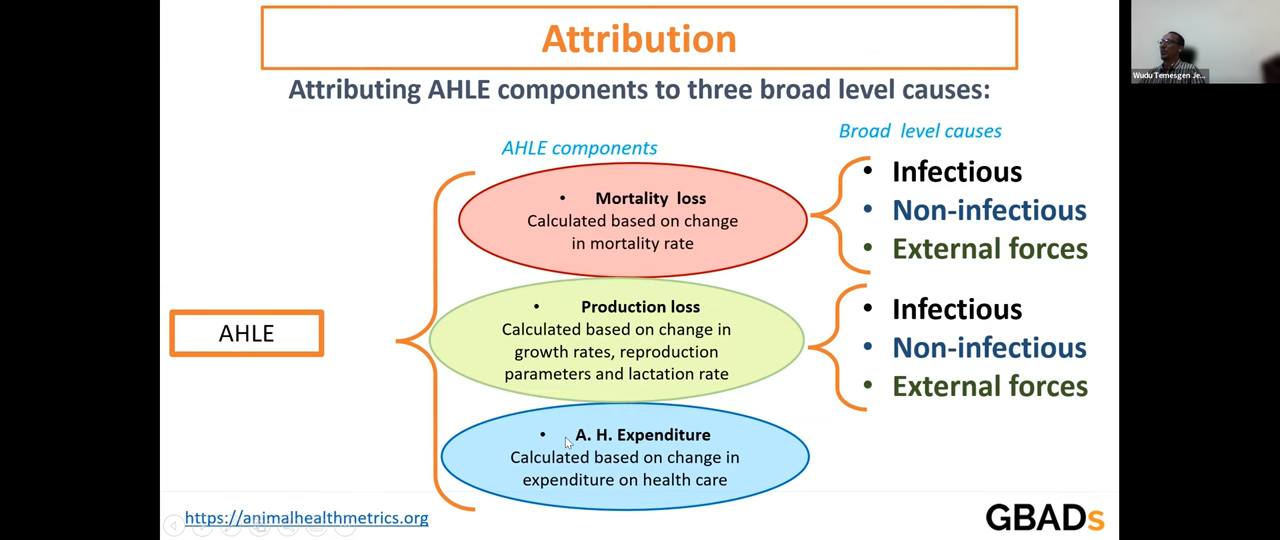 Attribution
Attributing AHLE components to three broad level causes:
Broad level causes
AHLE components
• Infectious
• Non-infectious
• External forces
• Mortality loss
Calculated based on change
in mortality rate
• Infectious
• Non-infectious
• External forces
• Production loss
Calculated based on change in
growth rates, reproduction
parameters and lactation rate
AHLE
• A. H. Expenditure
Calculated based on change in
expenditure on health care
https://animalhealthmetrics.org
GBADs
Wudu Temesgen Je...